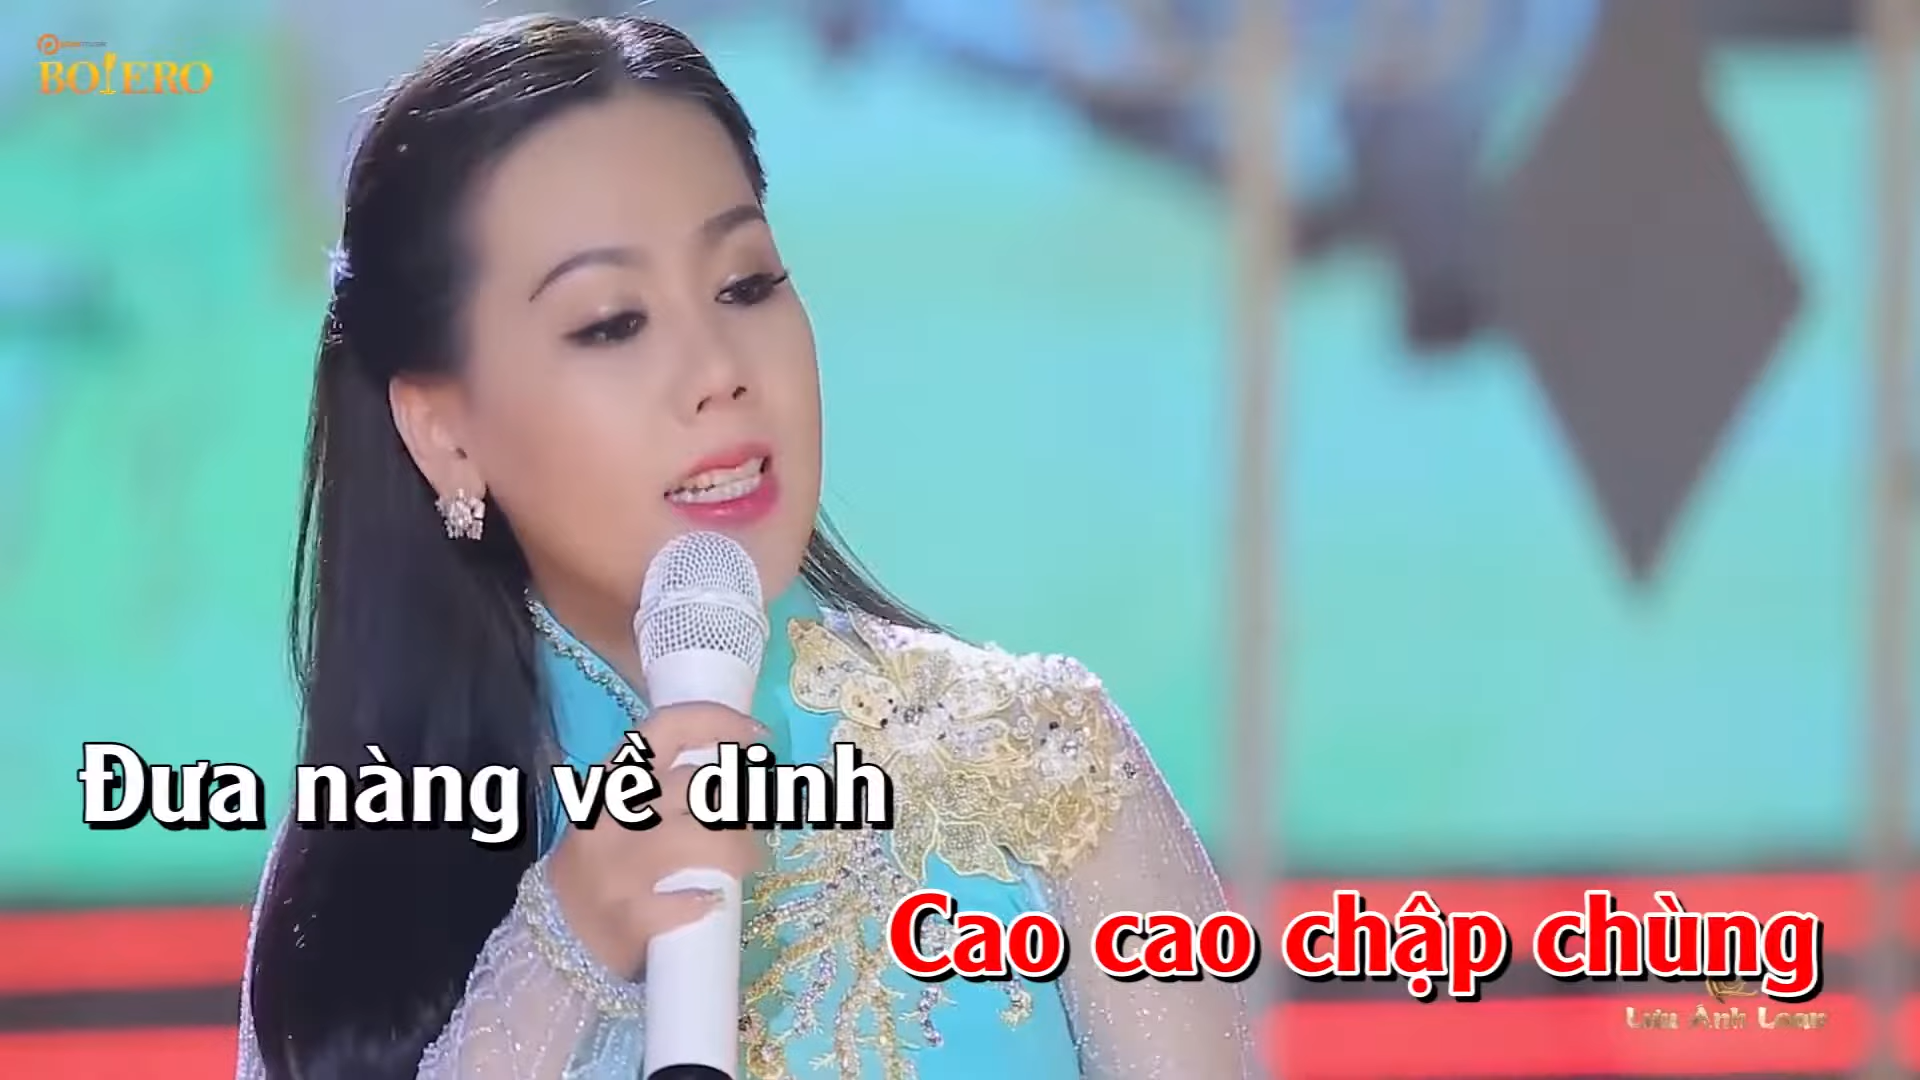 BOLERO
Đưa nàng về dinh
Cao cao chập chùng
Lưu Ánh Loan